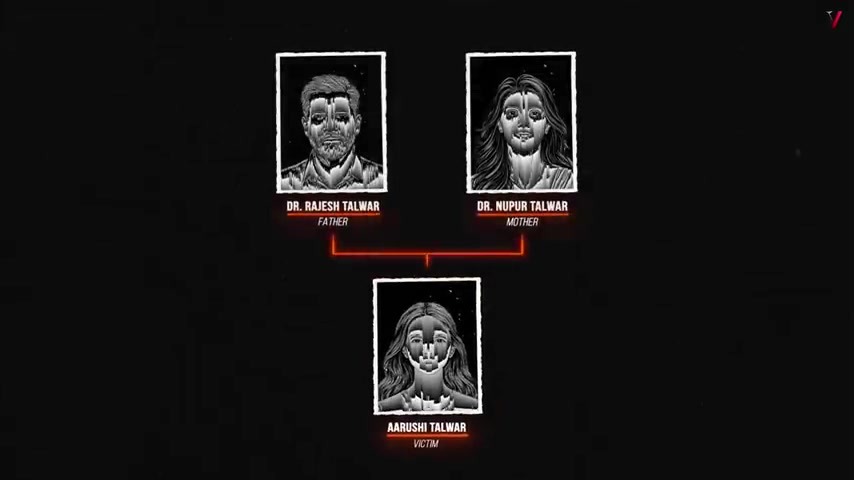 DR. RAJESH TALWAR
FATHER
DR. NUPUR TALWAR
MOTHER
AARUSHI TALWAR
VICTIM